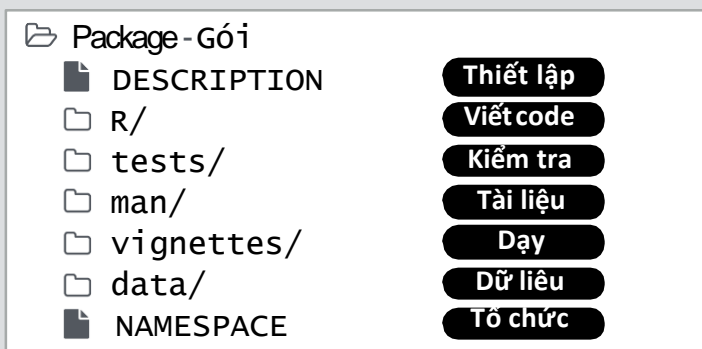 Package - Gói
DESCRIPTION Thiết lập
R/ Viết code
tests/ Kiểm tra
man/ Tài liệu
vignettes/ Dạy
data/ Dữ liêu
NAMESPACE Tổ chức